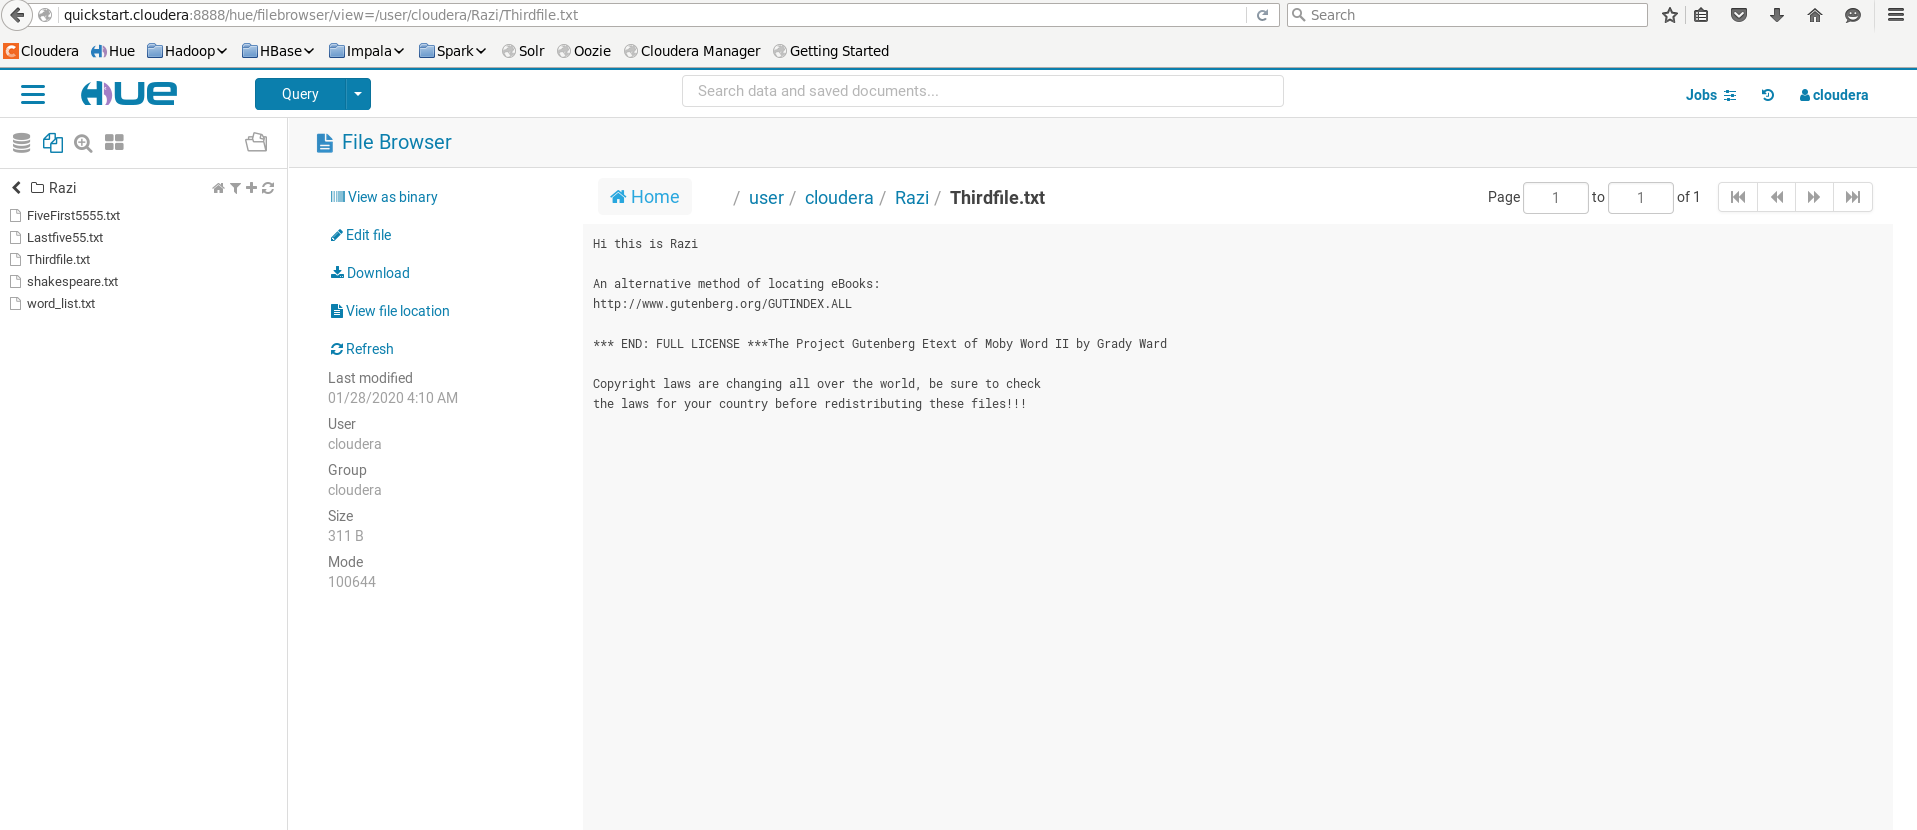 quickstart.cloudera:8888/hue/filebrowser/view=/user/cloudera/Razi/Thirdfile.txt
Search
Cloudera Hue Hadoop HBase Impala Spark Solr Oozie Cloudera Manager Getting Started
HUE
Query
Search data and saved documents...
Jobs
cloudera
File Browser
Razi
FiveFirst5555.txt
Lastfive55.txt
Thirdfile.txt
shakespeare.txt
word_list.txt
View as binary
Edit file
Download
View file location
Refresh
Last modified
01/28/2020 4:10 AM
User
cloudera
Group
cloudera
Size
311 B
Mode
100644
Home / user / cloudera / Razi / Thirdfile.txt
Page 1 to 1 of 1
Hi this is Razi
An alternative method of locating eBooks:
http://www.gutenberg.org/GUTINDEX.ALL
*** END: FULL LICENSE ***The Project Gutenberg Etext of Moby Word II by Grady Ward
Copyright laws are changing all over the world, be sure to check
the laws for your country before redistributing these files!!!